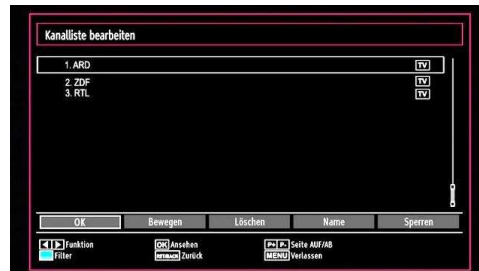 Kanalliste bearbeiten
1. ARD TV
2. ZDF TV
3. RTL TV
OK Bewegen Löschen Name Sperren
Funktion OK Ansehen P+ P- Seite AUF/AB
Filter Zurück MENU Verlassen